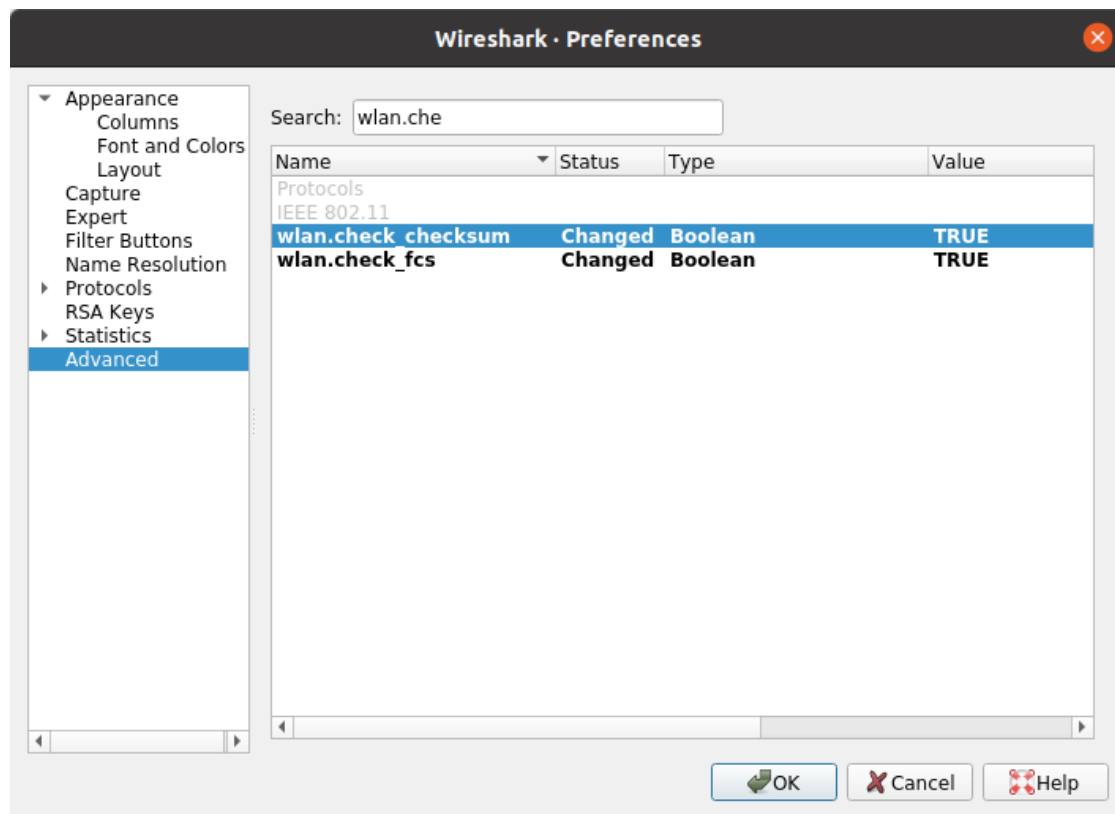 Wireshark · Preferences
Appearance
Columns
Font and Colors
Layout
Capture
Expert
Filter Buttons
Name Resolution
Protocols
RSA Keys
Statistics
Advanced
Search: wlan.che
Name Status Type Value
Protocols
IEEE 802.11
wlan.check_checksum Changed Boolean TRUE
wlan.check_fcs Changed Boolean TRUE
OK Cancel Help